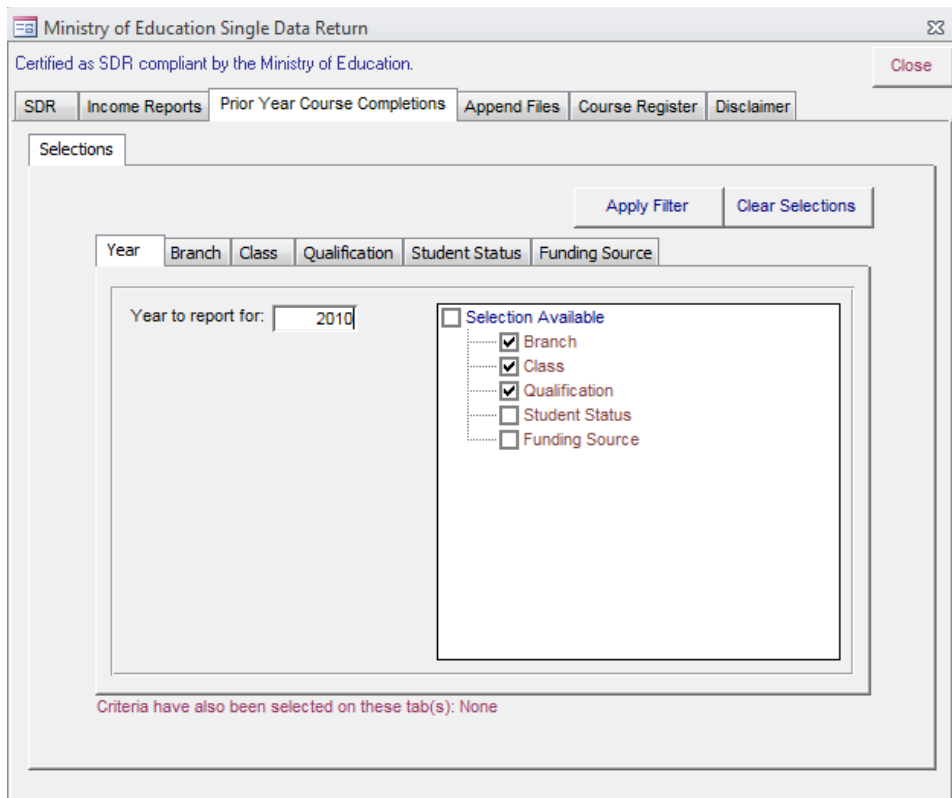 Ministry of Education Single Data Return
Certified as SDR compliant by the Ministry of Education.
Close
SDR Income Reports Prior Year Course Completions Append Files Course Register Disclaimer
Selections
Apply Filter Clear Selections
Year Branch Class Qualification Student Status Funding Source
Year to report for: 2010
Selection Available
Branch
Class
Qualification
Student Status
Funding Source
Criteria have also been selected on these tab(s): None